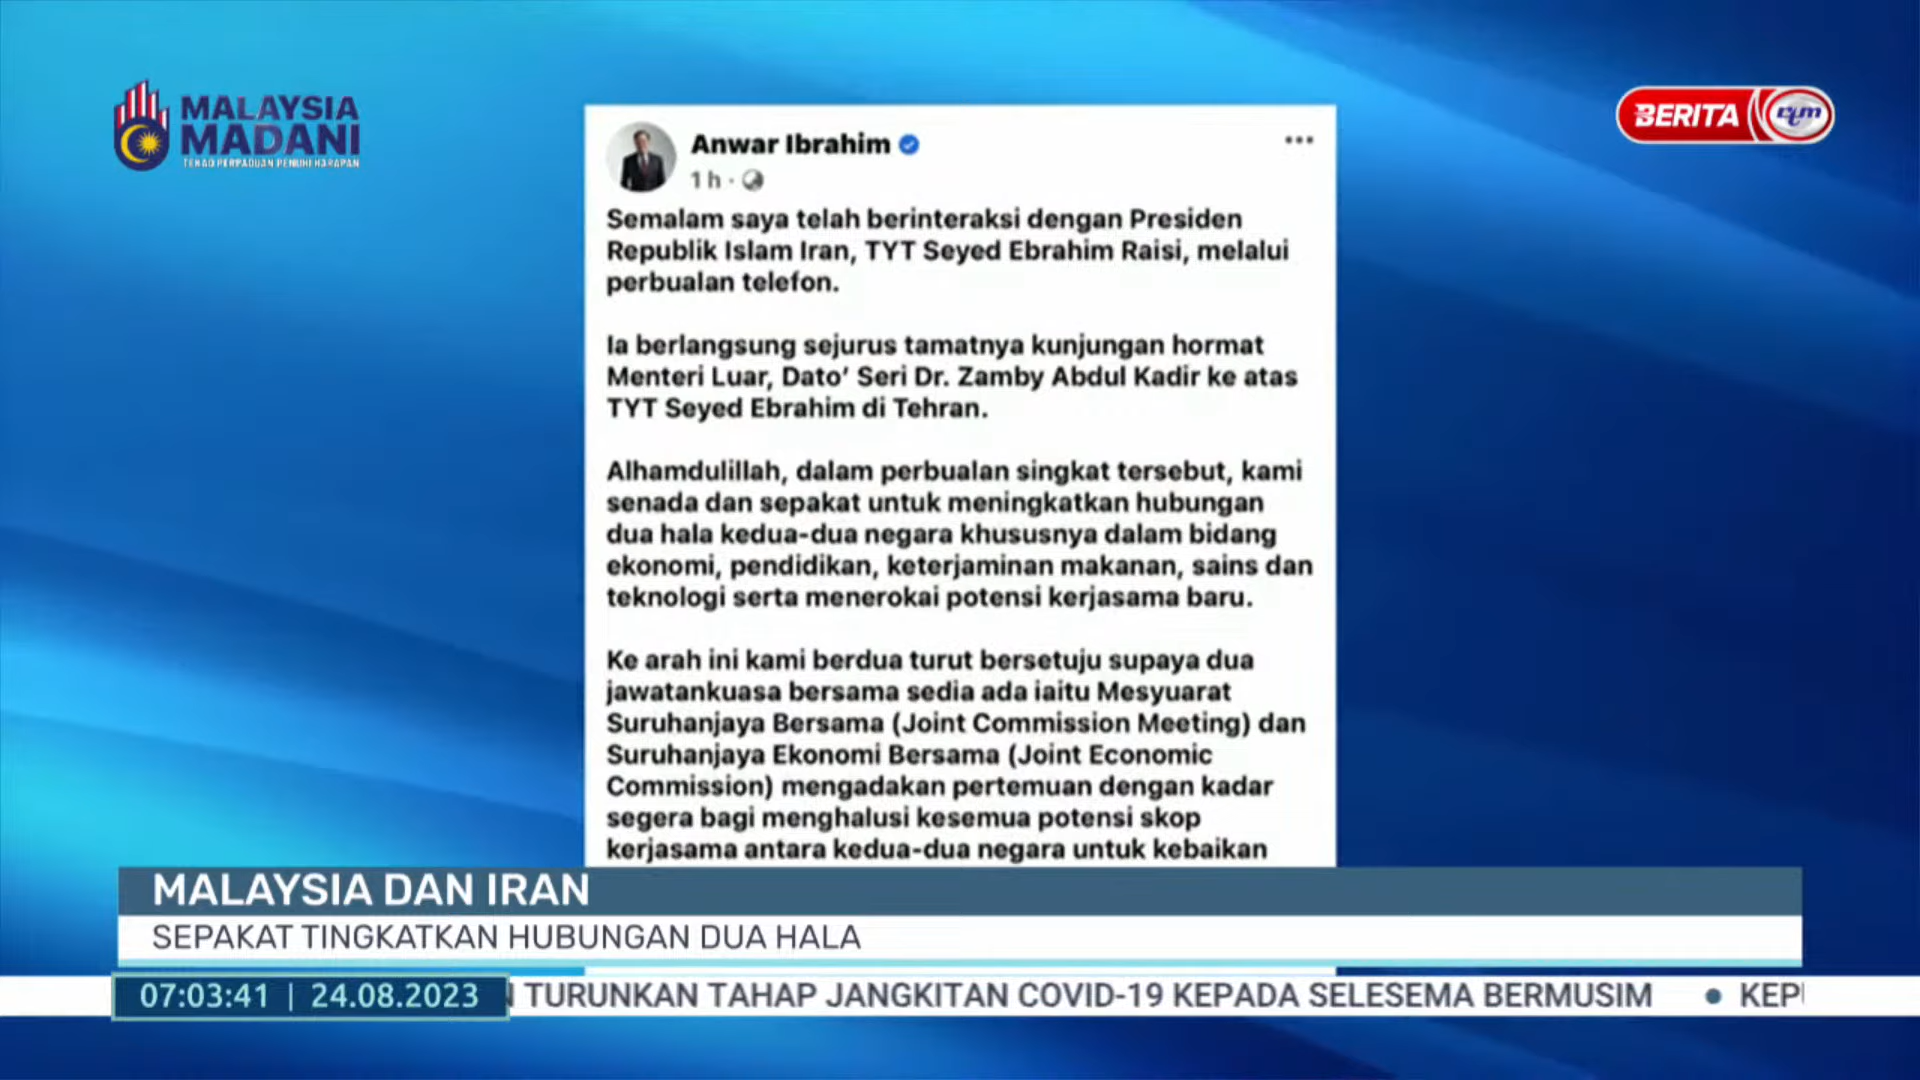 MALAYSIA
MADANI
TEKAD PERPADUAN PENUHI HARAPAN
BERITA rtm
Anwar Ibrahim
1 h ·
Semalam saya telah berinteraksi dengan Presiden
Republik Islam Iran, TYT Seyed Ebrahim Raisi, melalui
perbualan telefon.
Ia berlangsung sejurus tamatnya kunjungan hormat
Menteri Luar, Dato’ Seri Dr. Zamby Abdul Kadir ke atas
TYT Seyed Ebrahim di Tehran.
Alhamdulillah, dalam perbualan singkat tersebut, kami
senada dan sepakat untuk meningkatkan hubungan
dua hala kedua-dua negara khususnya dalam bidang
ekonomi, pendidikan, keterjaminan makanan, sains dan
teknologi serta menerokai potensi kerjasama baru.
Ke arah ini kami berdua turut bersetuju supaya dua
jawatankuasa bersama sedia ada iaitu Mesyuarat
Suruhanjaya Bersama (Joint Commission Meeting) dan
Suruhanjaya Ekonomi Bersama (Joint Economic
Commission) mengadakan pertemuan dengan kadar
segera bagi menghalusi kesemua potensi skop
kerjasama antara kedua-dua negara untuk kebaikan
MALAYSIA DAN IRAN
SEPAKAT TINGKATKAN HUBUNGAN DUA HALA
07:03:41 | 24.08.2023 TURUNKAN TAHAP JANGKITAN COVID-19 KEPADA SELESEMA BERMUSIM • KEP